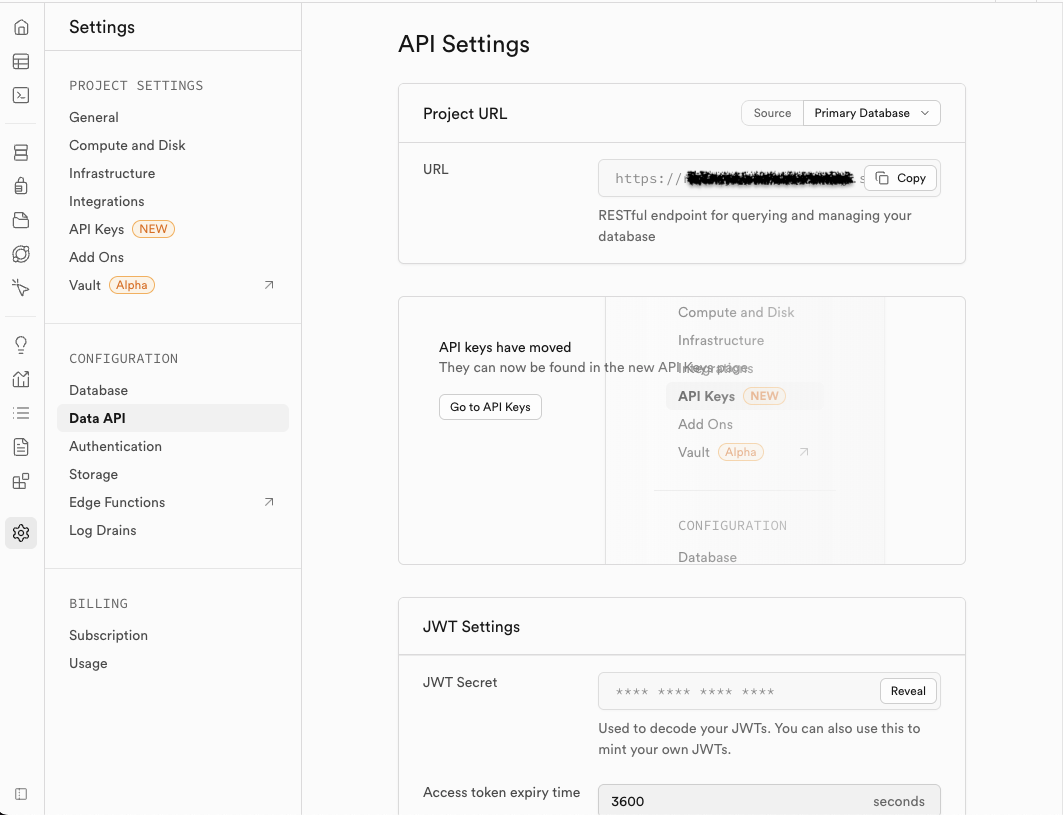 Settings
PROJECT SETTINGS
General
Compute and Disk
Infrastructure
Integrations
API Keys NEW
Add Ons
Vault Alpha
CONFIGURATION
Database
Data API
Authentication
Storage
Edge Functions
Log Drains
BILLING
Subscription
Usage
API Settings
Project URL
Source Primary Database
URL
https:// .s Copy
RESTful endpoint for querying and managing your
database
API keys have moved
They can now be found in the new API Keys page
Go to API Keys
Compute and Disk
Infrastructure
Integrations
API Keys NEW
Add Ons
Vault Alpha
CONFIGURATION
Database
JWT Settings
JWT Secret
**** **** **** **** Reveal
Used to decode your JWTs. You can also use this to
mint your own JWTs.
Access token expiry time
3600 seconds